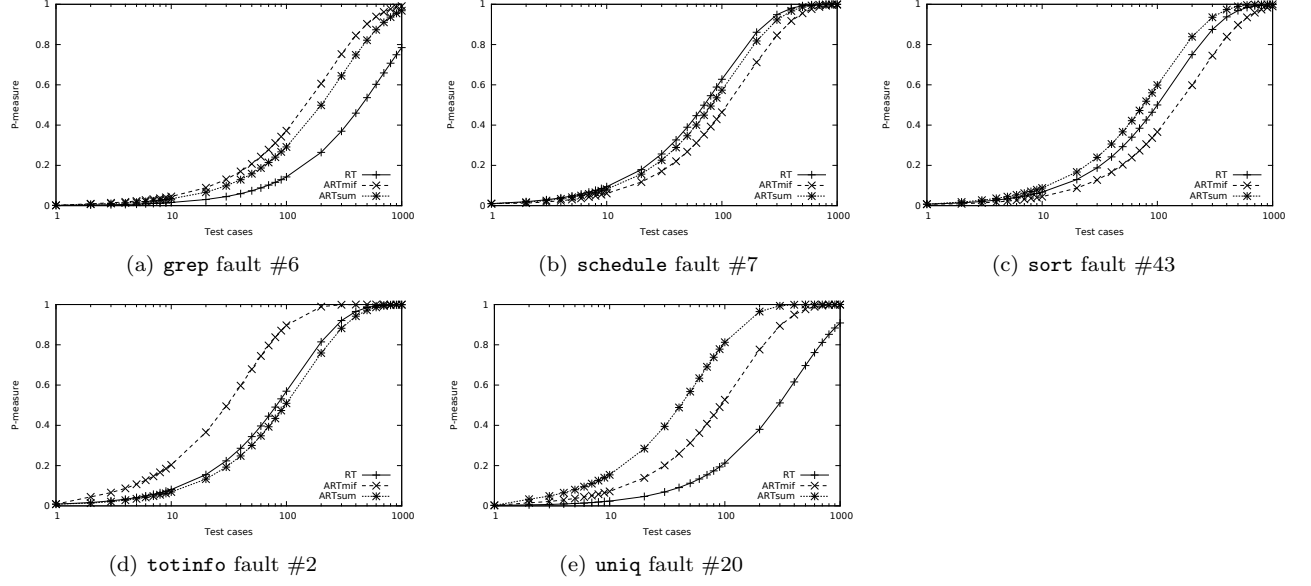 1
0.8
0.6
0.4
0.2
0
P-measure
1 10 100 1000
Test cases
RT
ARTmif
ARTsum
(a) grep fault #6
1
0.8
0.6
0.4
0.2
0
P-measure
1 10 100 1000
Test cases
RT
ARTmif
ARTsum
(b) schedule fault #7
1
0.8
0.6
0.4
0.2
0
P-measure
1 10 100 1000
Test cases
RT
ARTmif
ARTsum
(c) sort fault #43
1
0.8
0.6
0.4
0.2
0
P-measure
1 10 100 1000
Test cases
RT
ARTmif
ARTsum
(d) totinfo fault #2
1
0.8
0.6
0.4
0.2
0
P-measure
1 10 100 1000
Test cases
RT
ARTmif
ARTsum
(e) uniq fault #20